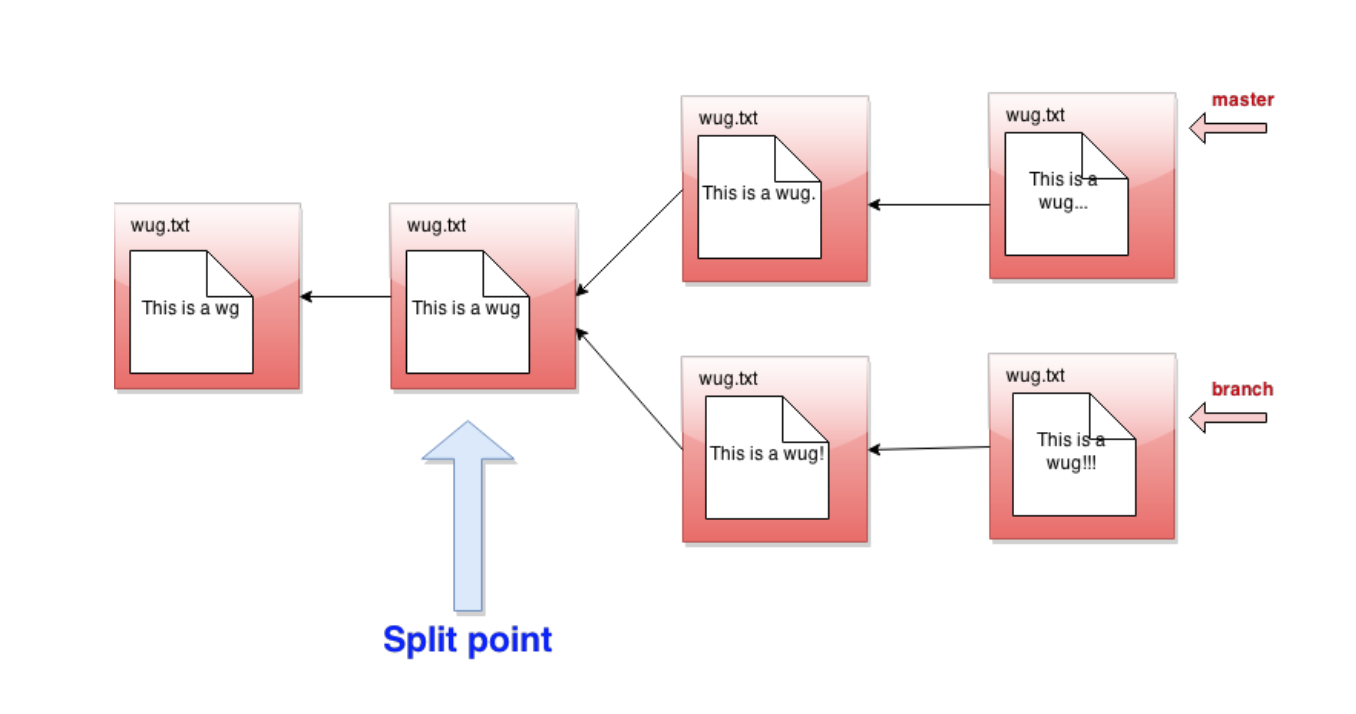 wug.txt
This is a wg
wug.txt
This is a wug
wug.txt
This is a wug.
wug.txt
This is a
wug...
master
wug.txt
This is a wug!
wug.txt
This is a
wug!!!
branch
Split point